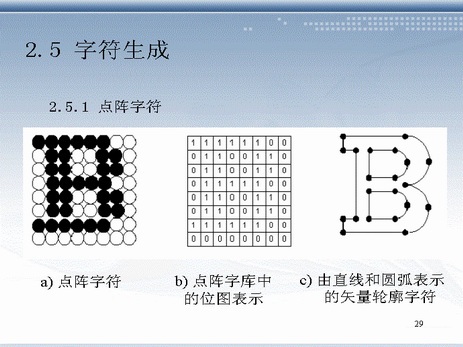 2.5 字符生成
2.5.1 点阵字符
1 1 1 1 1 1 0 0
0 1 1 0 0 1 1 0
0 1 1 0 0 1 1 0
0 1 1 1 1 1 0 0
0 1 1 0 0 1 1 0
0 1 1 0 0 1 1 0
1 1 1 1 1 1 0 0
0 0 0 0 0 0 0 0
a) 点阵字符
b) 点阵字库中
的位图表示
c) 由直线和圆弧表示
的矢量轮廓字符
29